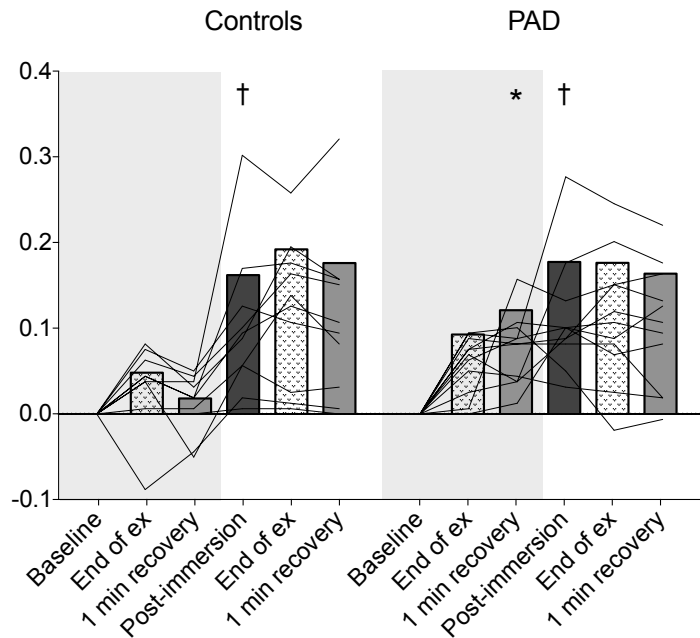 Controls PAD
0.4
† * †
0.3
0.2
0.1
0.0
-0.1
Baseline End of ex 1 min recovery Post-immersion End of ex 1 min recovery Baseline End of ex 1 min recovery Post-immersion End of ex 1 min recovery